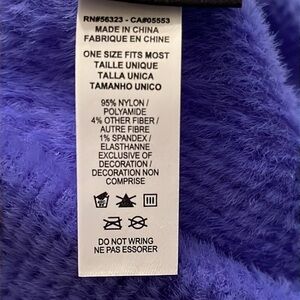 RN#56323 - CA#05553
MADE IN CHINA
FABRIQUE EN CHINE
ONE SIZE FITS MOST
TAILLE UNIQUE
TALLA UNICA
TAMANHO UNICO
95% NYLON /
POLYAMIDE
4% OTHER FIBER /
AUTRE FIBRE
1% SPANDEX /
ELASTHANNE
EXCLUSIVE OF
DECORATION /
DECORATION NON
COMPRISE
DO NOT WRING
NE PAS ESSORER